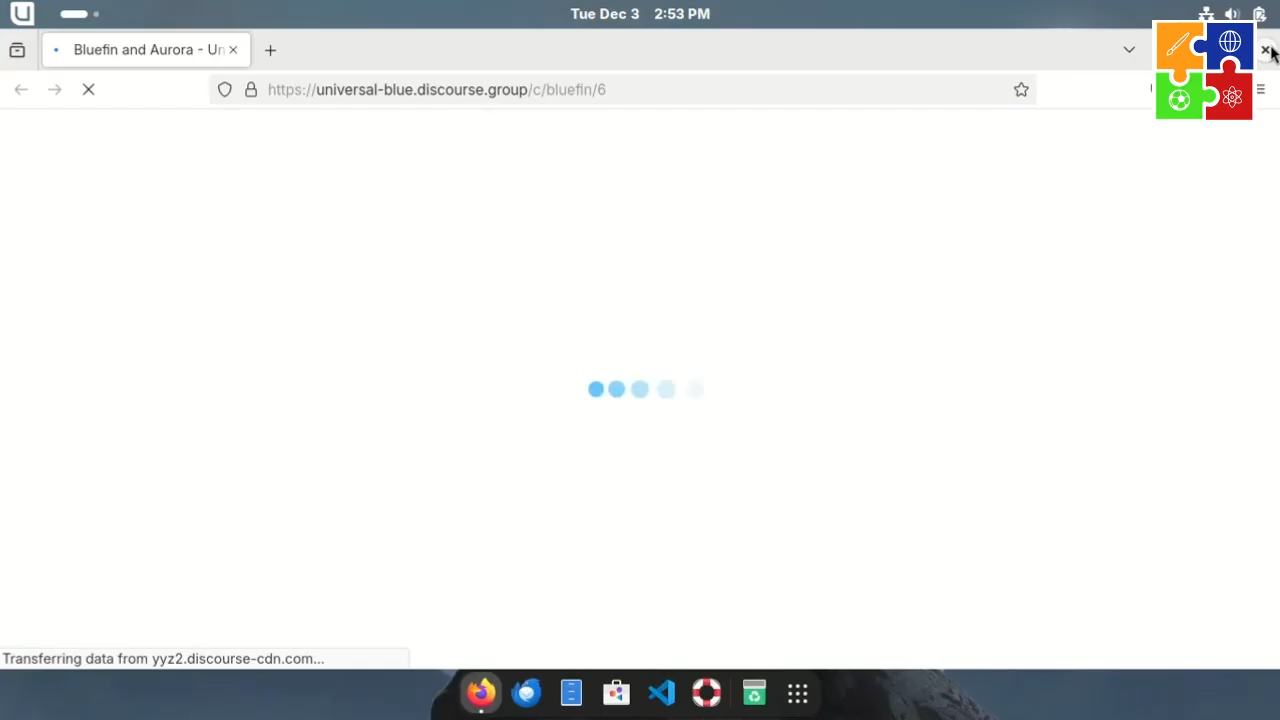 Tue Dec 3 2:53 PM
Bluefin and Aurora - Un
https://universal-blue.discourse.group/c/bluefin/6
Transferring data from yyz2.discourse-cdn.com...